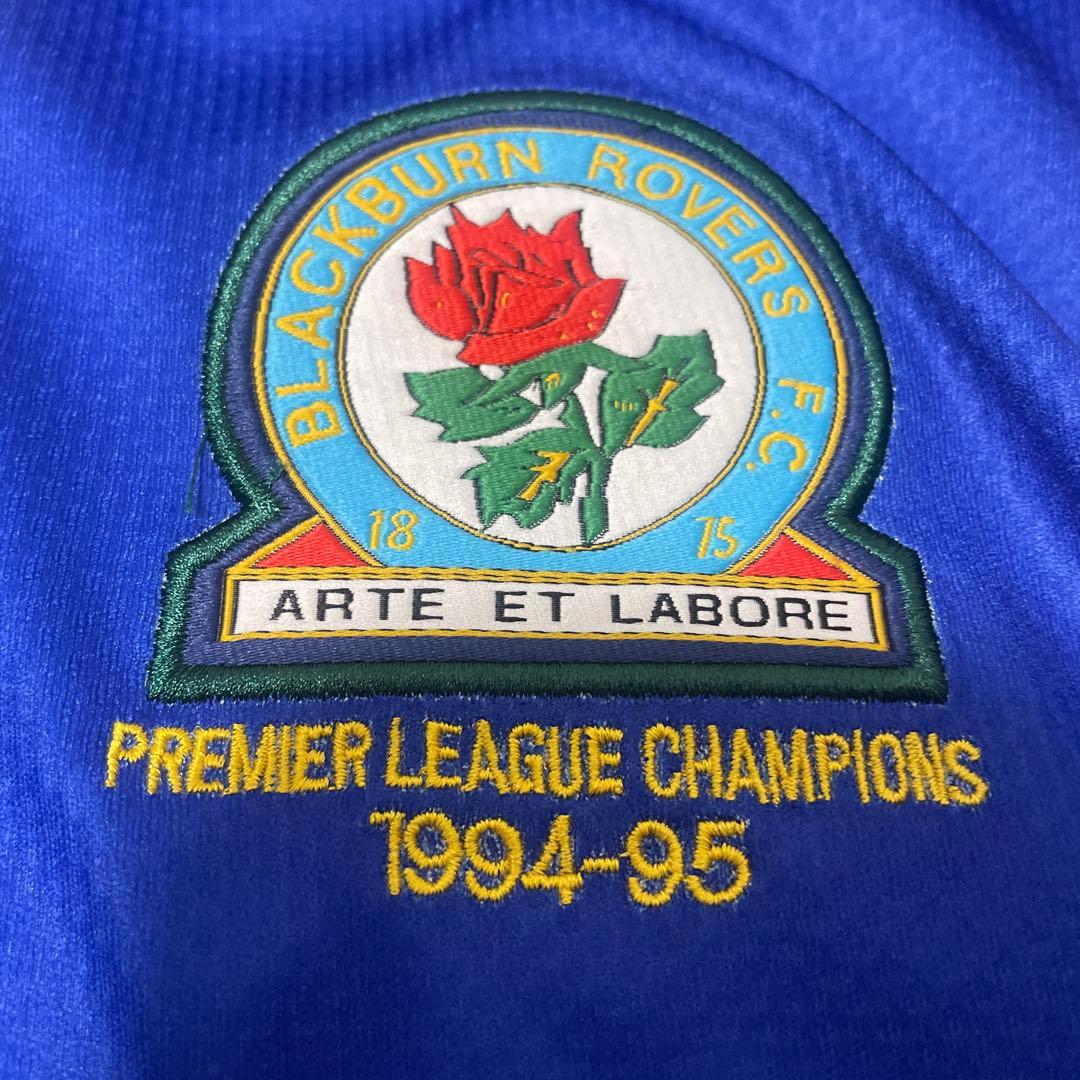 BLACKBURN ROVERS F.C.
18 75
ARTE ET LABORE
PREMIER LEAGUE CHAMPIONS
1994-95